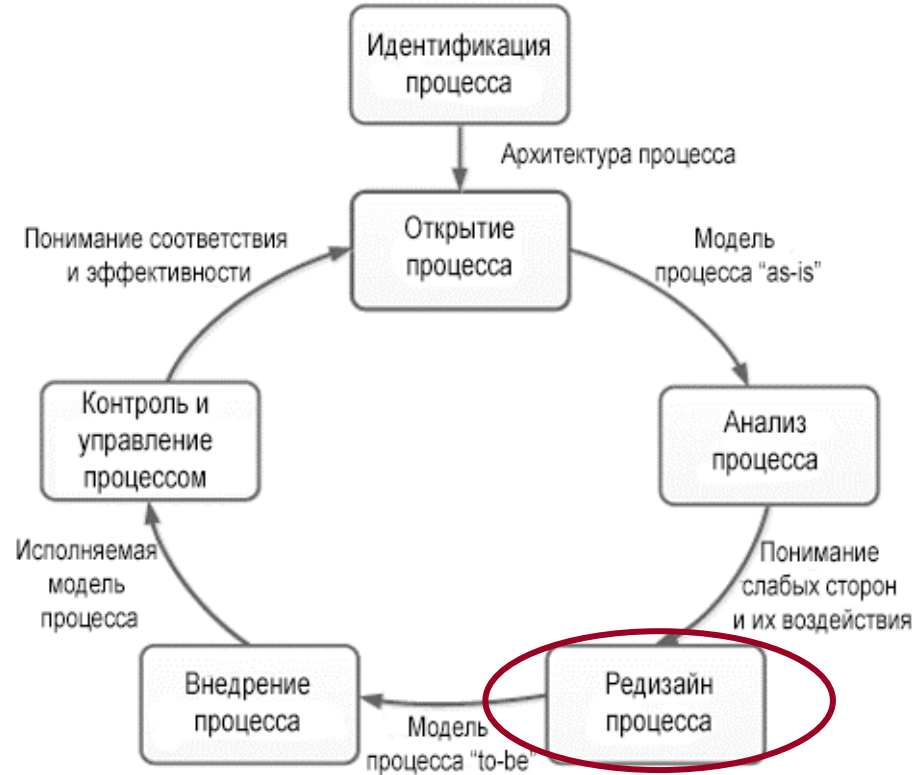 Идентификация
процесса
Архитектура процесса
Открытие
процесса
Понимание соответствия
и эффективности
Модель
процесса “as-is”
Контроль и
управление
процессом
Анализ
процесса
Исполняемая
модель
процесса
Понимание
слабых сторон
и их воздействия
Внедрение
процесса
Модель
процесса “to-be”
Редизайн
процесса